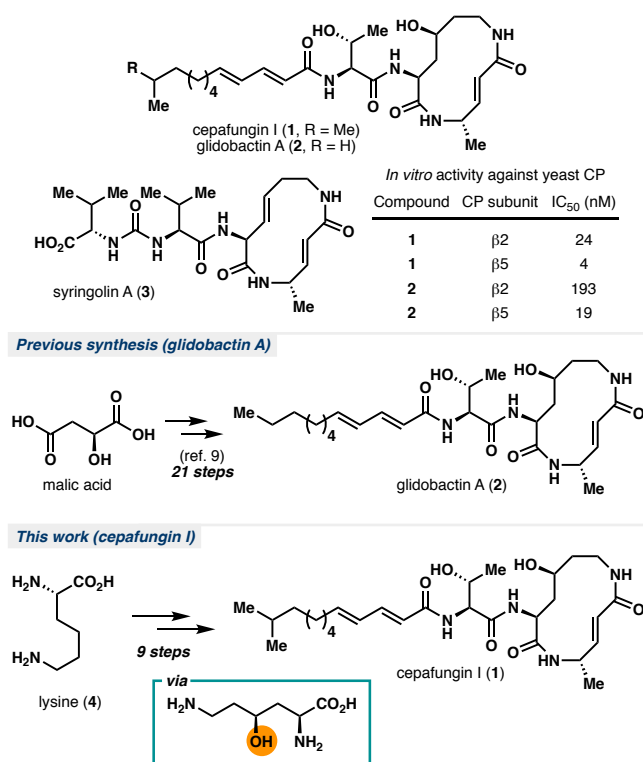 HO
HO
Me
R
O
O
N
H
N
H
NH
O
Me
4
O
O
HN
Me
cepafungin I (1, R = Me)
glidobactin A (2, R = H)
In vitro activity against yeast CP
Compound CP subunit IC50 (nM)
1 β2 24
1 β5 4
2 β2 193
2 β5 19
Me Me Me Me
O
HO2C
N
H
N
H
H
N
O
O
HN
NH
O
Me
syringolin A (3)
Previous synthesis (glidobactin A)
HO
O
O
OH
OH
malic acid
(ref. 9)
21 steps
HO
Me
HO
O
Me
4
N
H
O
H
N
O
HN
NH
O
Me
glidobactin A (2)
This work (cepafungin I)
H2N
CO2H
H2N
lysine (4)
9 steps
HO
Me
HO
O
Me
Me
4
N
H
O
H
N
O
HN
NH
O
Me
cepafungin I (1)
via
H2N
CO2H
OH
NH2